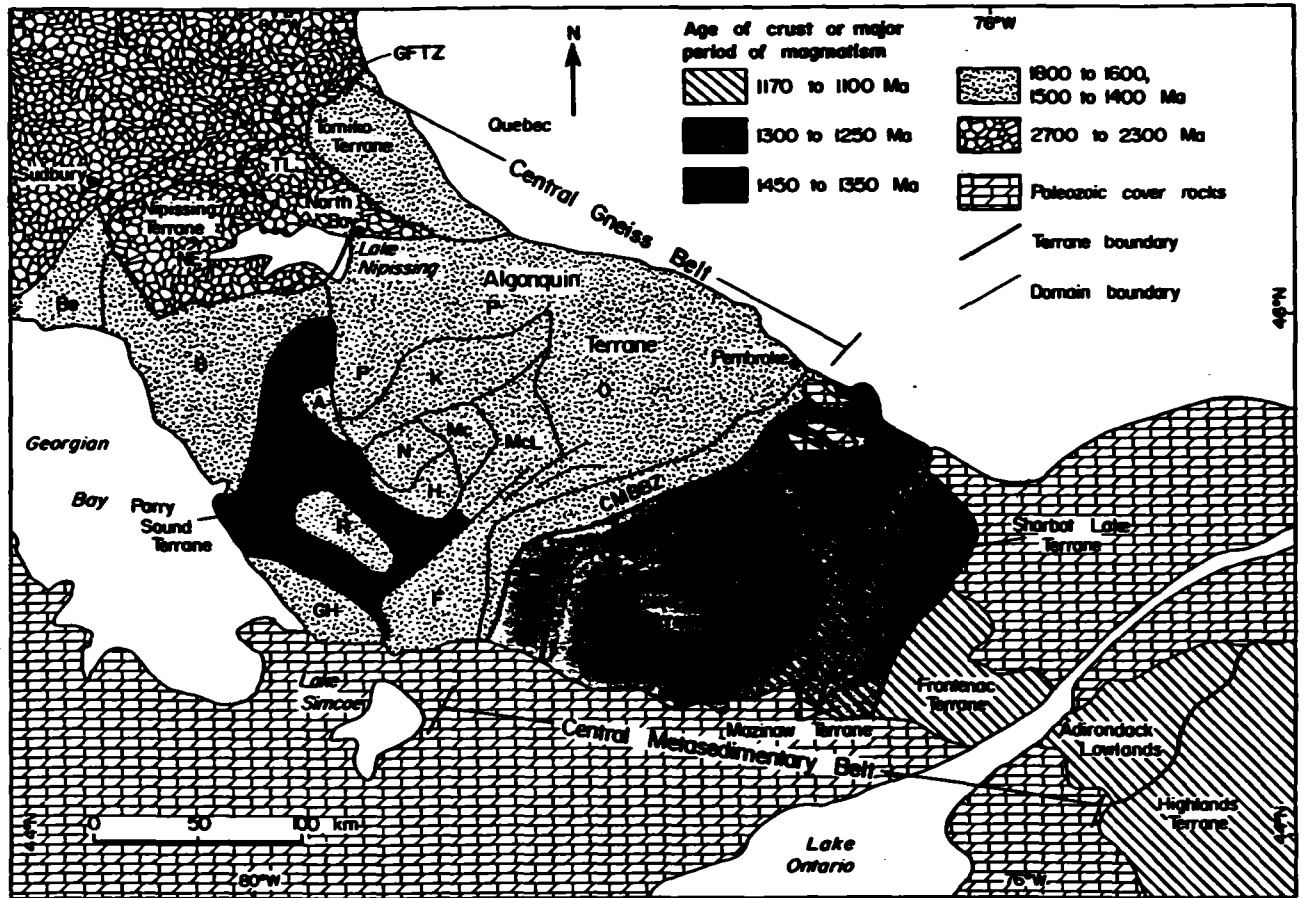 80°W
GFTZ
N
Age of crust or major
period of magmatism
76°W
1170 to 1100 Ma
1300 to 1250 Ma
1450 to 1350 Ma
1800 to 1600,
1500 to 1400 Ma
2700 to 2300 Ma
Paleozoic cover rocks
Terrane boundary
Domain boundary
Quebec
Central Gneiss Belt
Tomiko
Terrane
TL
Sudbury
Nipissing
Terrane
North
Bay
NE
Lake
Nipissing
Be
B
Algonquin
P
Terrane
P
K
O
Pembroke
46°N
A
N
Mc
McL
H
CMBBZ
Georgian
Bay
Parry
Sound
Terrane
R
GH
F
Sharbot Lake
Terrane
Frontenac
Terrane
Lake
Simcoe
Mazinaw Terrane
Central Metasedimentary Belt
Adirondack
Lowlands
Highlands
Terrane
44°N
0 50 100 km
44°N
Lake
Ontario
80°W
76°W